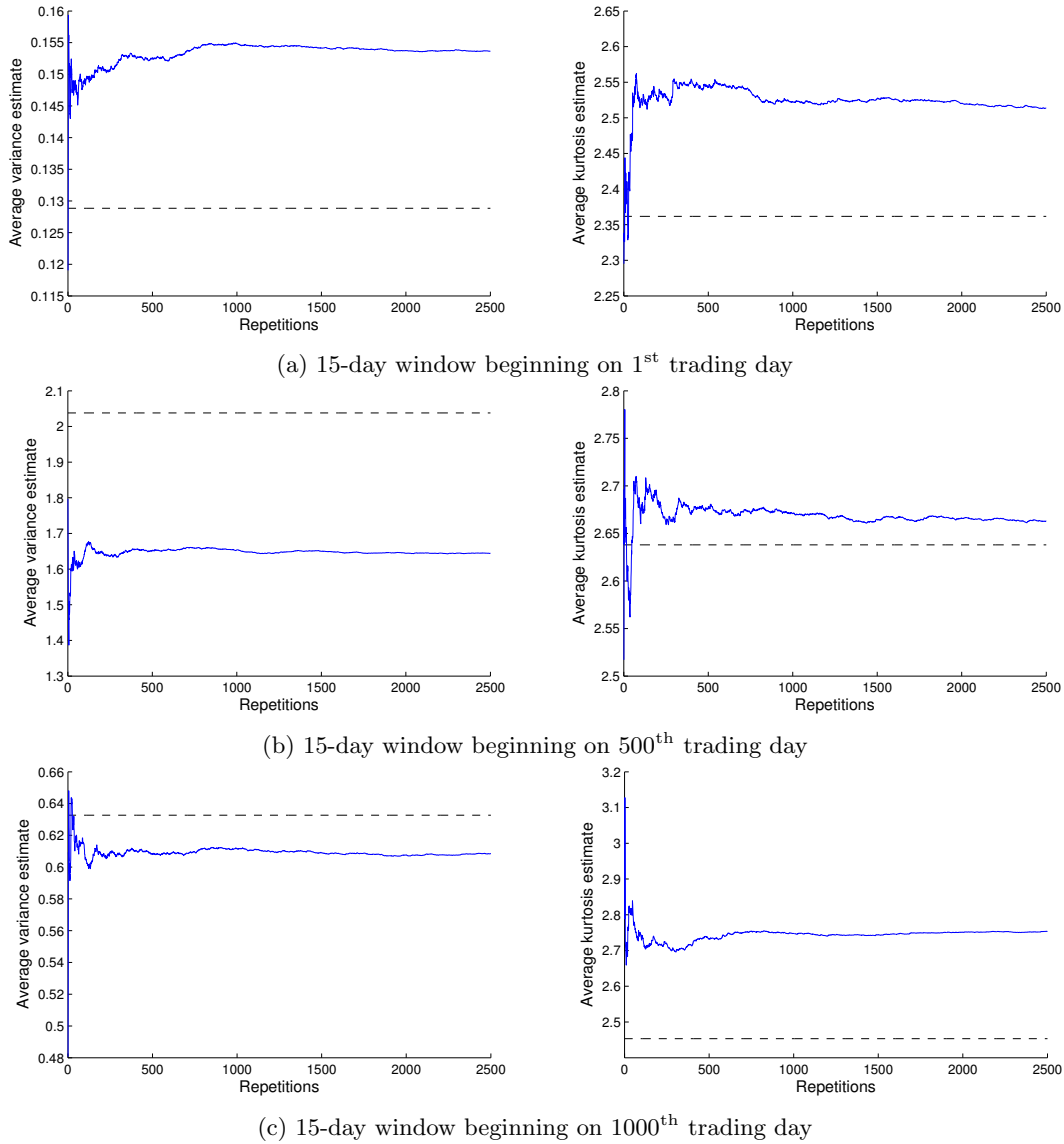 0.16
0.155
0.15
0.145
0.14
0.135
0.13
0.125
0.12
0.115
Average variance estimate
0 500 1000 1500 2000 2500
Repetitions
2.65
2.6
2.55
2.5
2.45
2.4
2.35
2.3
2.25
Average kurtosis estimate
0 500 1000 1500 2000 2500
Repetitions
(a) 15-day window beginning on 1st trading day
2.1
2
1.9
1.8
1.7
1.6
1.5
1.4
1.3
Average variance estimate
0 500 1000 1500 2000 2500
Repetitions
2.8
2.75
2.7
2.65
2.6
2.55
2.5
Average kurtosis estimate
0 500 1000 1500 2000 2500
Repetitions
(b) 15-day window beginning on 500th trading day
0.66
0.64
0.62
0.6
0.58
0.56
0.54
0.52
0.5
0.48
Average variance estimate
0 500 1000 1500 2000 2500
Repetitions
3.2
3.1
3
2.9
2.8
2.7
2.6
2.5
Average kurtosis estimate
0 500 1000 1500 2000 2500
Repetitions
(c) 15-day window beginning on 1000th trading day